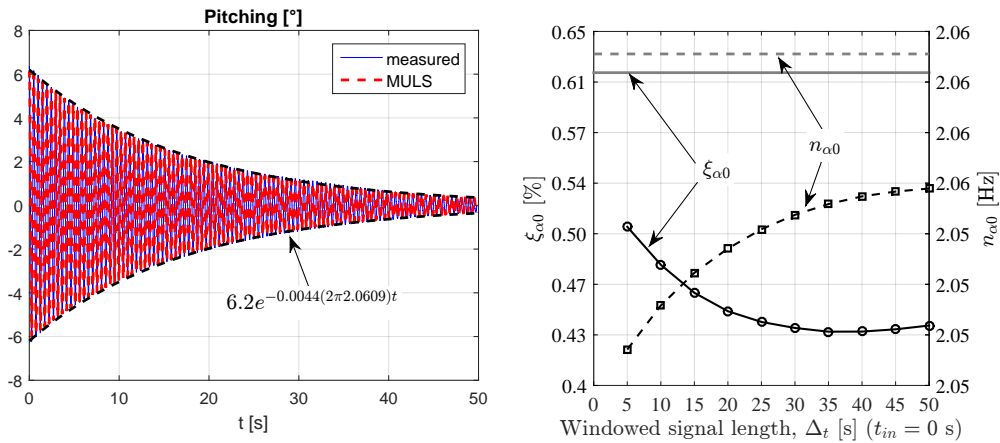 Pitching [°]
8
6
4
2
0
-2
-4
-6
-8
measured
MULS
6.2e^{-0.0044(2π2.0609)t}
0 10 20 30 40 50
t [s]
0.65
0.61
0.57
0.54
0.50
0.47
0.43
0.4
ξα0 [%]
ξα0
nα0
2.06
2.06
2.06
2.06
2.05
2.05
2.05
2.05
nα0 [Hz]
0 5 10 15 20 25 30 35 40 45 50
Windowed signal length, Δt [s] (tin = 0 s)